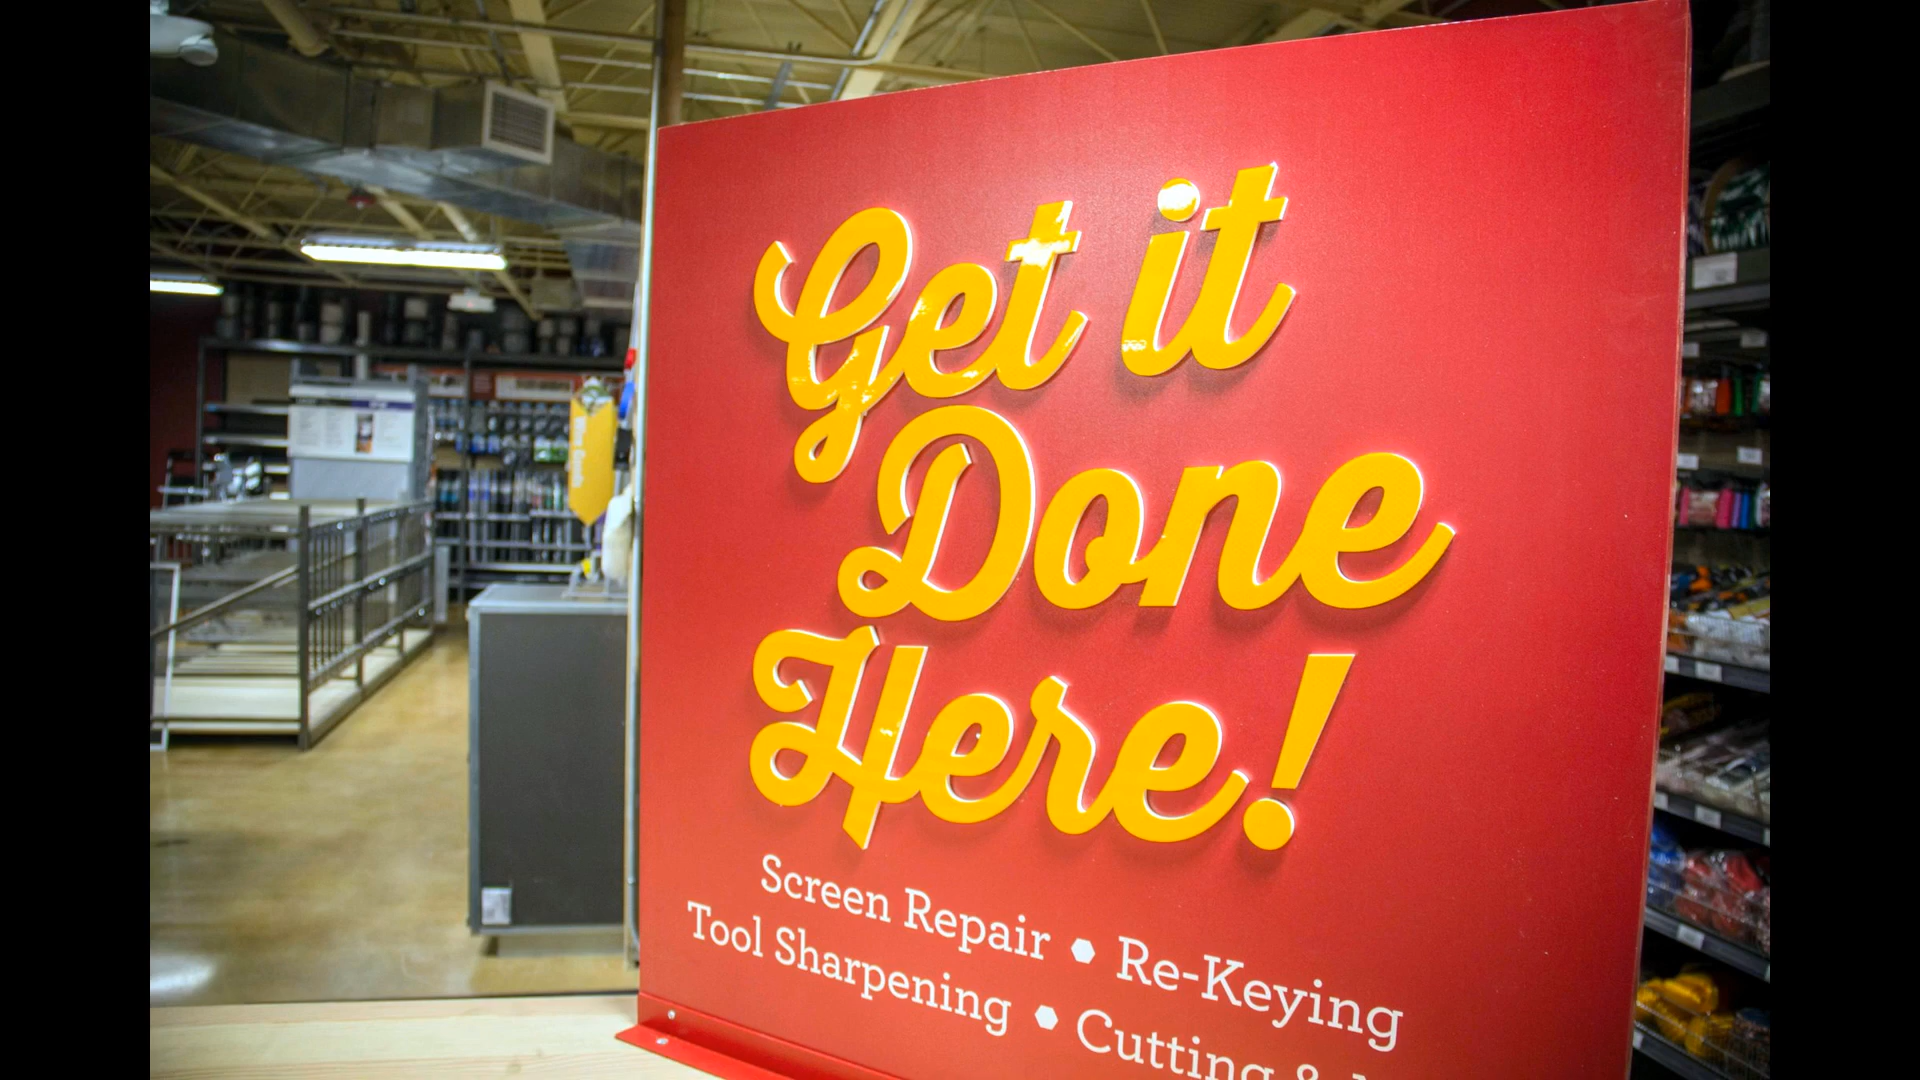 Get it
Done
Here!
Screen Repair • Re-Keying
Tool Sharpening • Cutting &